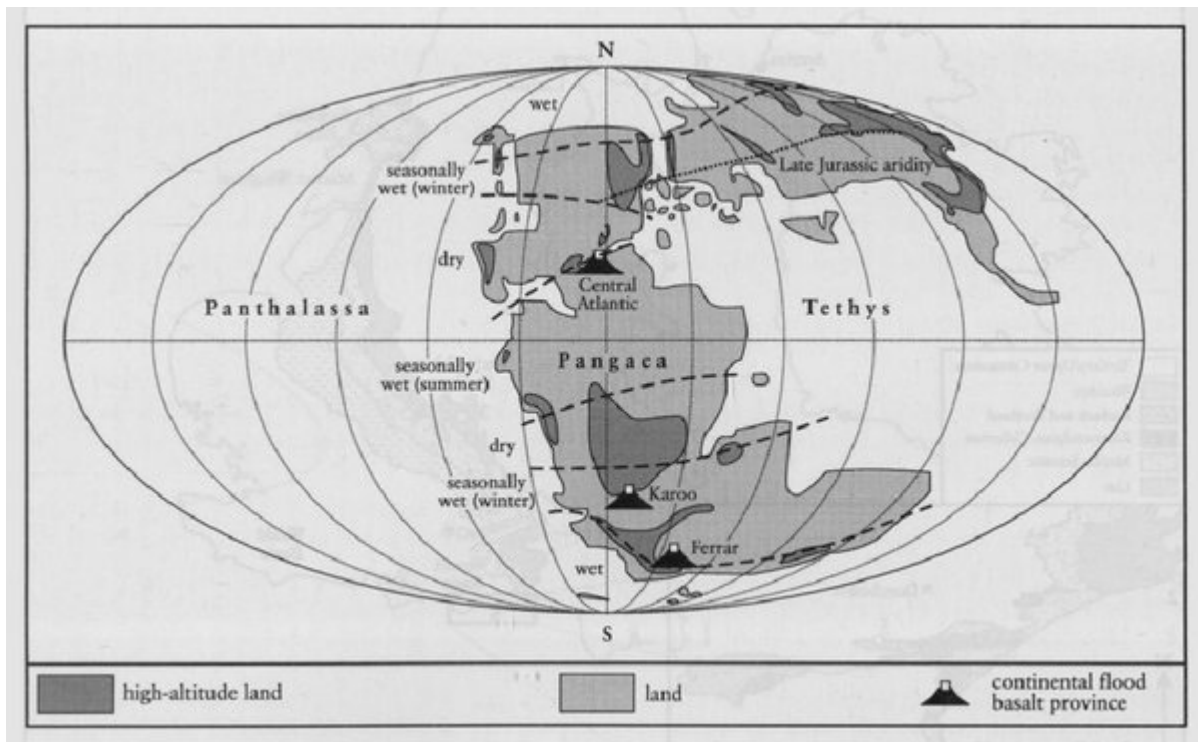 N
wet
seasonally
wet (winter)
Late Jurassic aridity
dry
Central
Atlantic
Panthalassa
Tethys
Pangaea
seasonally
wet (summer)
dry
seasonally
wet (winter)
Karoo
Ferrar
wet
S
high-altitude land
land
continental flood
basalt province